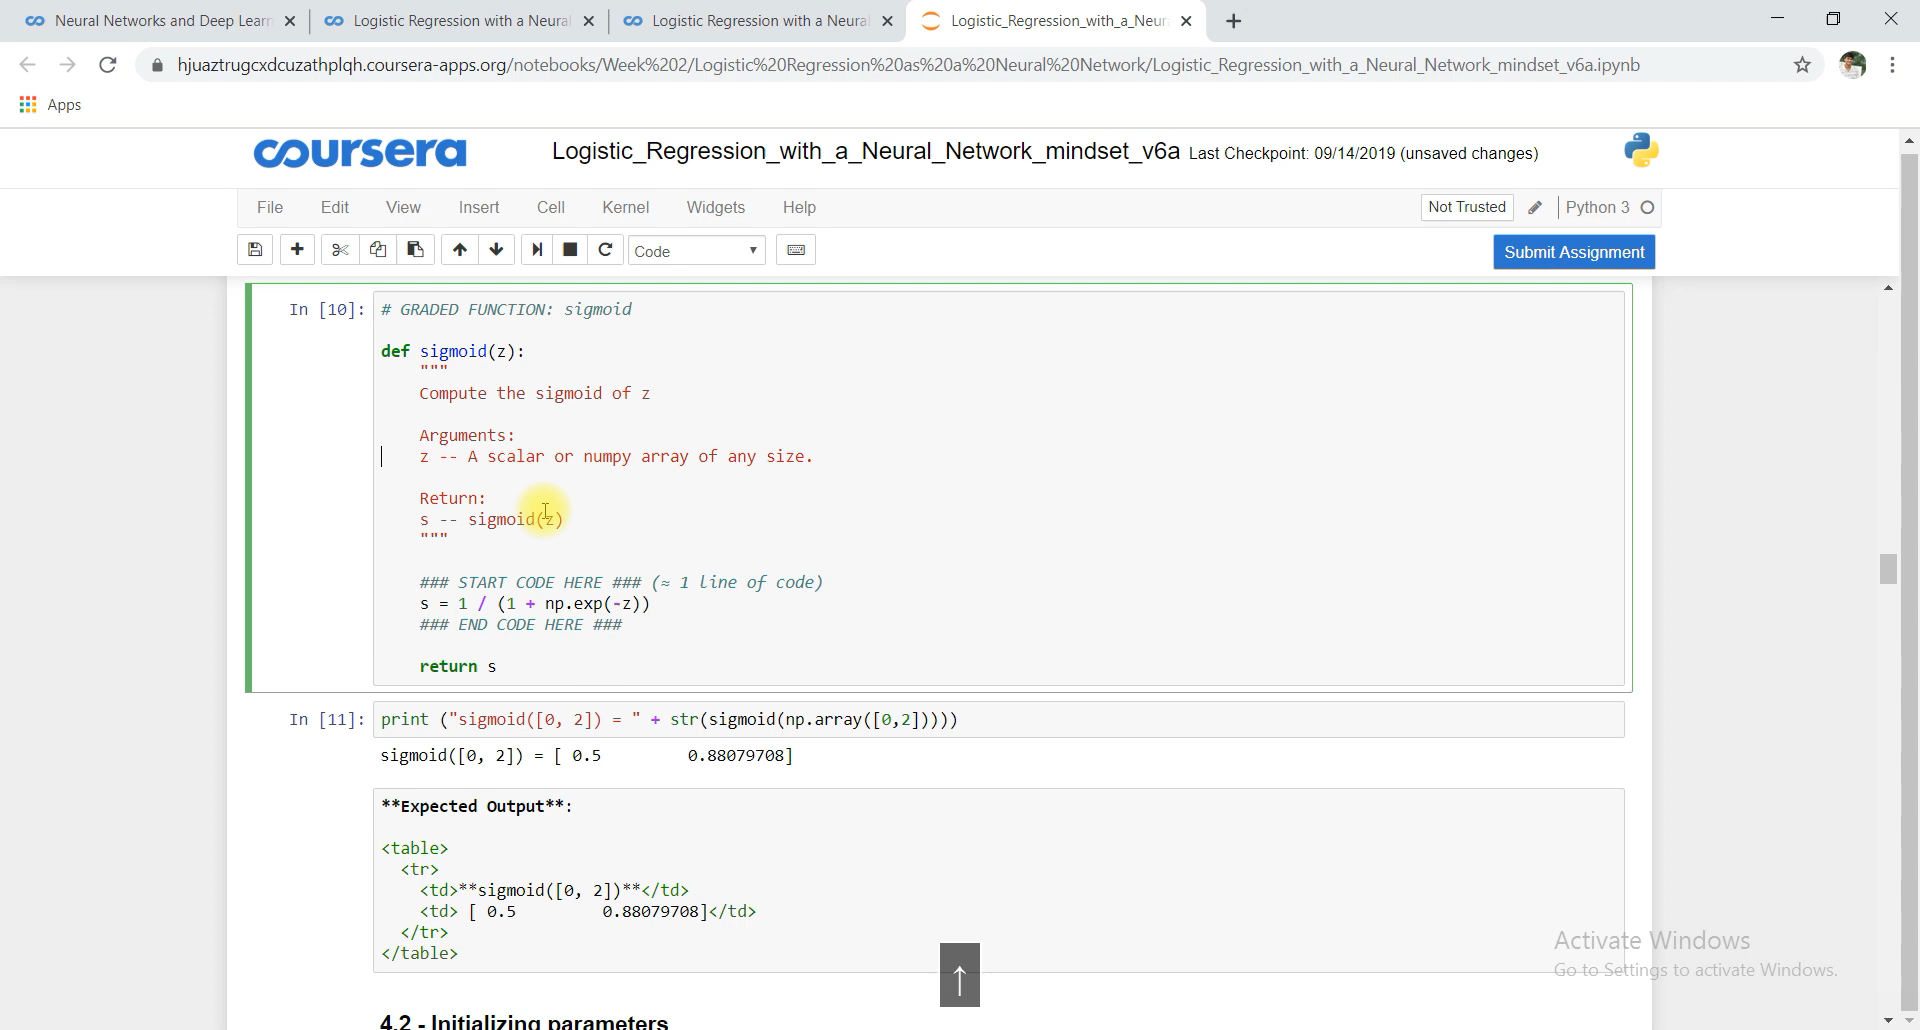 Neural Networks and Deep Learn
Logistic Regression with a Neural
Logistic Regression with a Neural
Logistic_Regression_with_a_Neur
hjuaztrugcxdcuzathplqh.coursera-apps.org/notebooks/Week%202/Logistic%20Regression%20as%20a%20Neural%20Network/Logistic_Regression_with_a_Neural_Network_mindset_v6a.ipynb
Apps
coursera
Logistic_Regression_with_a_Neural_Network_mindset_v6a Last Checkpoint: 09/14/2019 (unsaved changes)
File Edit View Insert Cell Kernel Widgets Help Not Trusted Python 3
Code Submit Assignment
In [10]: # GRADED FUNCTION: sigmoid
def sigmoid(z):
"""
Compute the sigmoid of z
Arguments:
z -- A scalar or numpy array of any size.
Return:
s -- sigmoid(z)
"""
### START CODE HERE ### (≈ 1 line of code)
s = 1 / (1 + np.exp(-z))
### END CODE HERE ###
return s
In [11]: print ("sigmoid([0, 2]) = " + str(sigmoid(np.array([0,2]))))
sigmoid([0, 2]) = [ 0.5 0.88079708]
**Expected Output**:
<table>
<tr>
<td>**sigmoid([0, 2])**</td>
<td> [ 0.5 0.88079708]</td>
</tr>
</table>
Activate Windows
Go to Settings to activate Windows.
4.2 - Initializing parameters